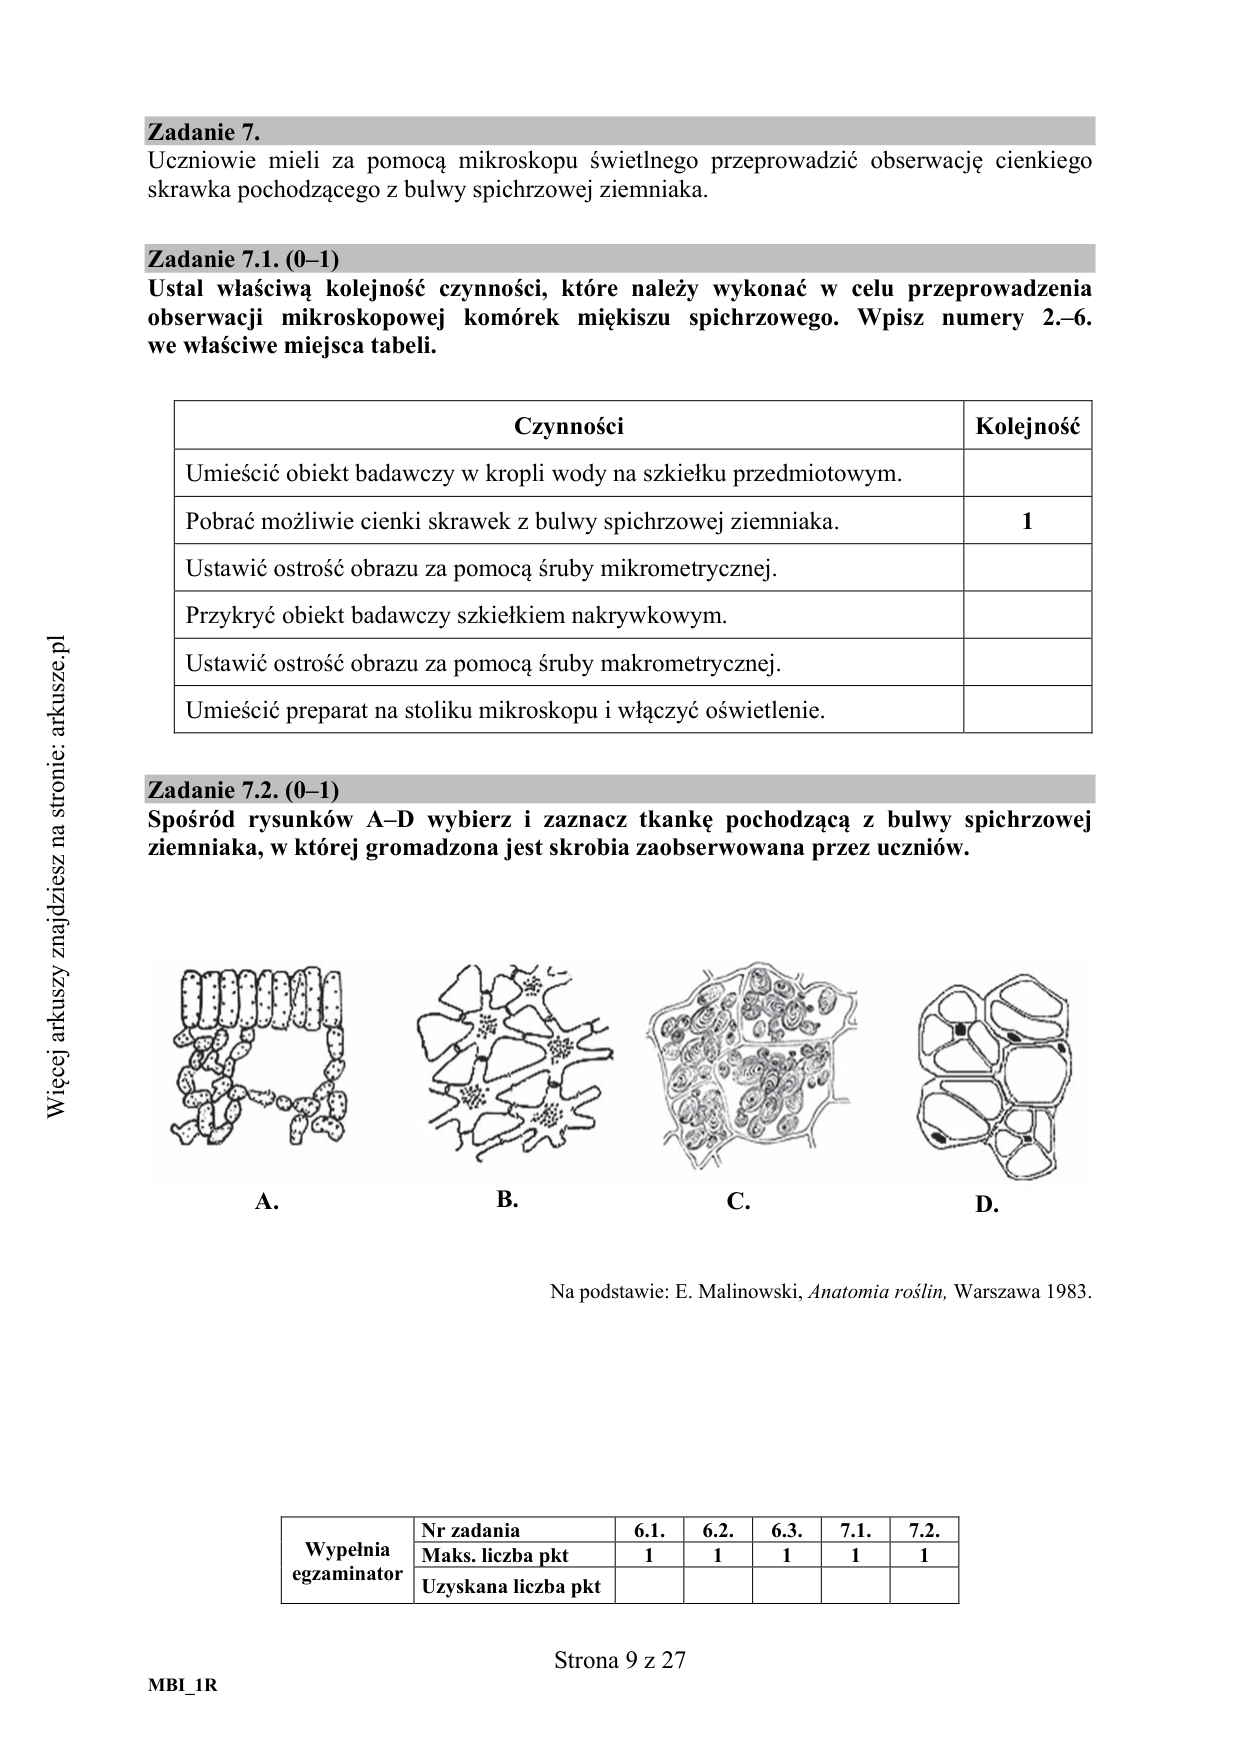 Zadanie 7.
Uczniowie mieli za pomocą mikroskopu świetlnego przeprowadzić obserwację cienkiego
skrawka pochodzącego z bulwy spichrzowej ziemniaka.
Zadanie 7.1. (0–1)
Ustal właściwą kolejność czynności, które należy wykonać w celu przeprowadzenia
obserwacji mikroskopowej komórek miękiszu spichrzowego. Wpisz numery 2.–6.
we właściwe miejsca tabeli.
Czynności Kolejność
Umieścić obiekt badawczy w kropli wody na szkiełku przedmiotowym.
Pobrać możliwie cienki skrawek z bulwy spichrzowej ziemniaka. 1
Ustawić ostrość obrazu za pomocą śruby mikrometrycznej.
Przykryć obiekt badawczy szkiełkiem nakrywkowym.
Ustawić ostrość obrazu za pomocą śruby makrometrycznej.
Umieścić preparat na stoliku mikroskopu i włączyć oświetlenie.
Zadanie 7.2. (0–1)
Spośród rysunków A–D wybierz i zaznacz tkankę pochodzącą z bulwy spichrzowej
ziemniaka, w której gromadzona jest skrobia zaobserwowana przez uczniów.
A. B. C. D.
Na podstawie: E. Malinowski, Anatomia roślin, Warszawa 1983.
Wypełnia egzaminator
Nr zadania 6.1. 6.2. 6.3. 7.1. 7.2.
Maks. liczba pkt 1 1 1 1 1
Uzyskana liczba pkt
Strona 9 z 27
MBI_1R
Więcej arkuszy znajdziesz na stronie: arkusze.pl